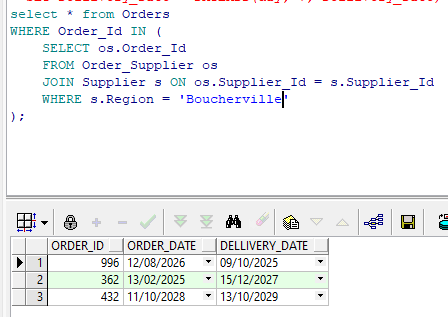 select * from Orders
WHERE Order_Id IN (
SELECT os.Order_Id
FROM Order_Supplier os
JOIN Supplier s ON os.Supplier_Id = s.Supplier_Id
WHERE s.Region = 'Boucherville'
);
ORDER_ID ORDER_DATE DELLIVERY_DATE
1 996 12/08/2026 09/10/2025
2 362 13/02/2025 15/12/2027
3 432 11/10/2028 13/10/2029